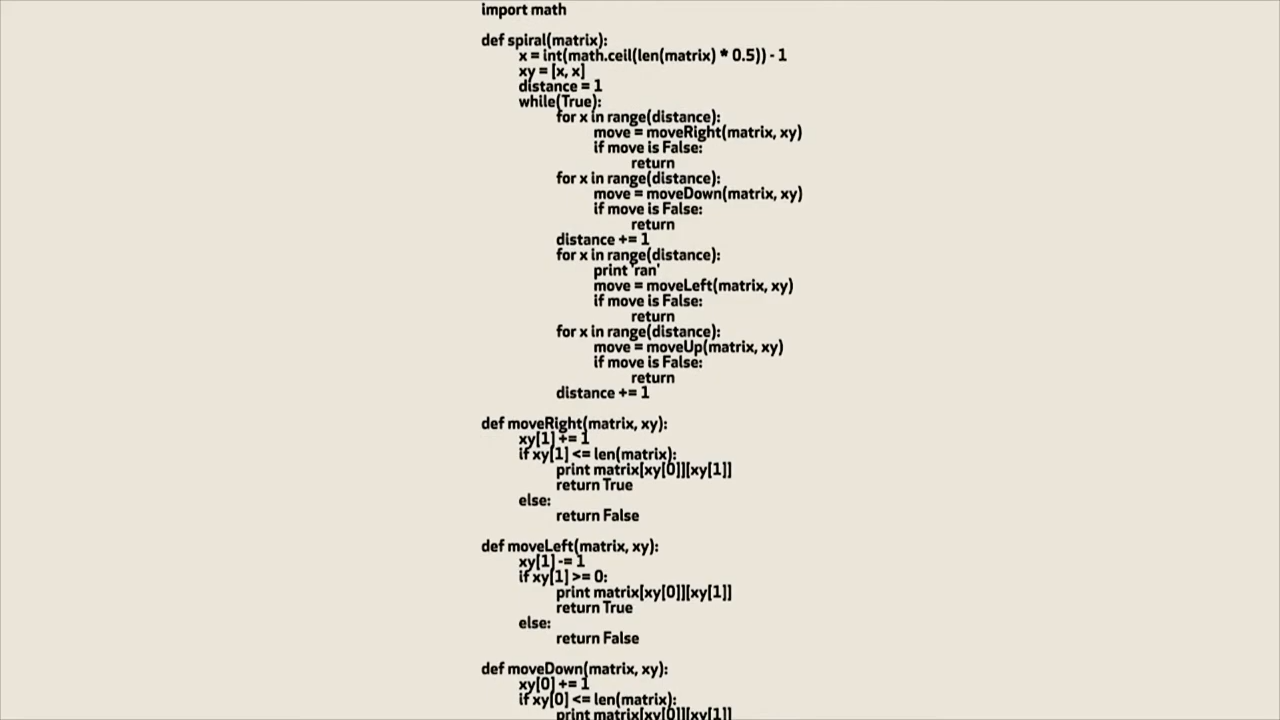 import math
def spiral(matrix):
x = int(math.ceil(len(matrix) * 0.5)) - 1
xy = [x, x]
distance = 1
while(True):
for x in range(distance):
move = moveRight(matrix, xy)
if move is False:
return
for x in range(distance):
move = moveDown(matrix, xy)
if move is False:
return
distance += 1
for x in range(distance):
print 'ran'
move = moveLeft(matrix, xy)
if move is False:
return
for x in range(distance):
move = moveUp(matrix, xy)
if move is False:
return
distance += 1
def moveRight(matrix, xy):
xy[1] += 1
if xy[1] <= len(matrix):
print matrix[xy[0]][xy[1]]
return True
else:
return False
def moveLeft(matrix, xy):
xy[1] -= 1
if xy[1] >= 0:
print matrix[xy[0]][xy[1]]
return True
else:
return False
def moveDown(matrix, xy):
xy[0] += 1
if xy[0] <= len(matrix):
print matrix[xy[0]][xy[1]]